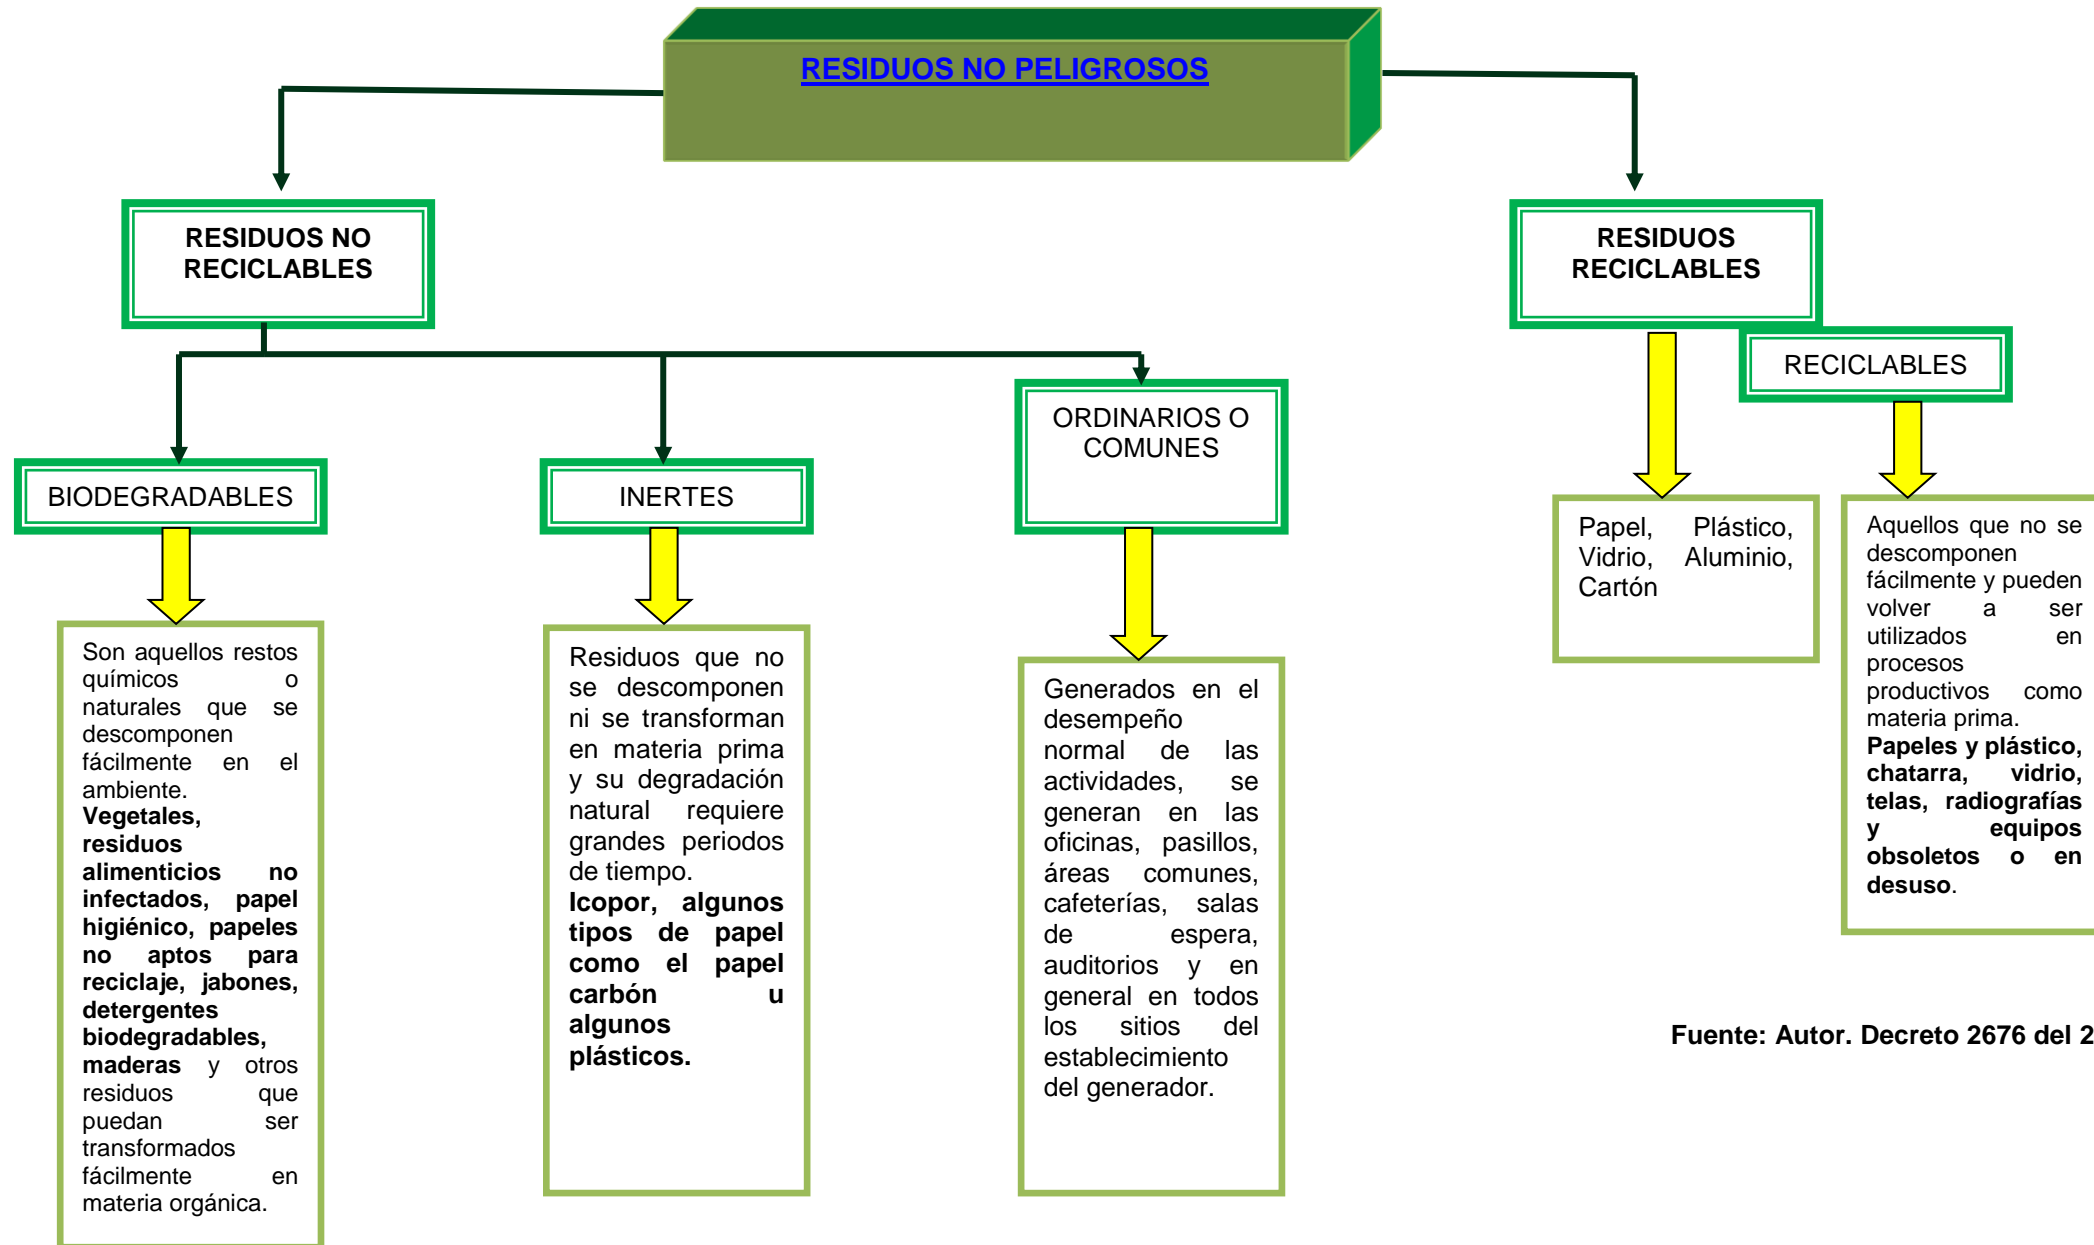 RESIDUOS NO PELIGROSOS
RESIDUOS NO
RECICLABLES
RESIDUOS
RECICLABLES
RECICLABLES
ORDINARIOS O
COMUNES
BIODEGRADABLES
INERTES
Son aquellos restos
químicos o
naturales que se
descomponen
fácilmente en el
ambiente.
Vegetales,
residuos
alimenticios no
infectados, papel
higiénico, papeles
no aptos para
reciclaje, jabones,
detergentes
biodegradables,
maderas y otros
residuos que
puedan ser
transformados
fácilmente en
materia orgánica.
Residuos que no
se descomponen
ni se transforman
en materia prima
y su degradación
natural requiere
grandes periodos
de tiempo.
Icopor, algunos
tipos de papel
como el papel
carbón u
algunos
plásticos.
Generados en el
desempeño
normal de las
actividades, se
generan en las
oficinas, pasillos,
áreas comunes,
cafeterías, salas
de espera,
auditorios y en
general en todos
los sitios del
establecimiento
del generador.
Papel, Plástico,
Vidrio, Aluminio,
Cartón
Aquellos que no se
descomponen
fácilmente y pueden
volver a ser
utilizados en
procesos
productivos como
materia prima.
Papeles y plástico,
chatarra, vidrio,
telas, radiografías
y equipos
obsoletos o en
desuso.
Fuente: Autor. Decreto 2676 del 2